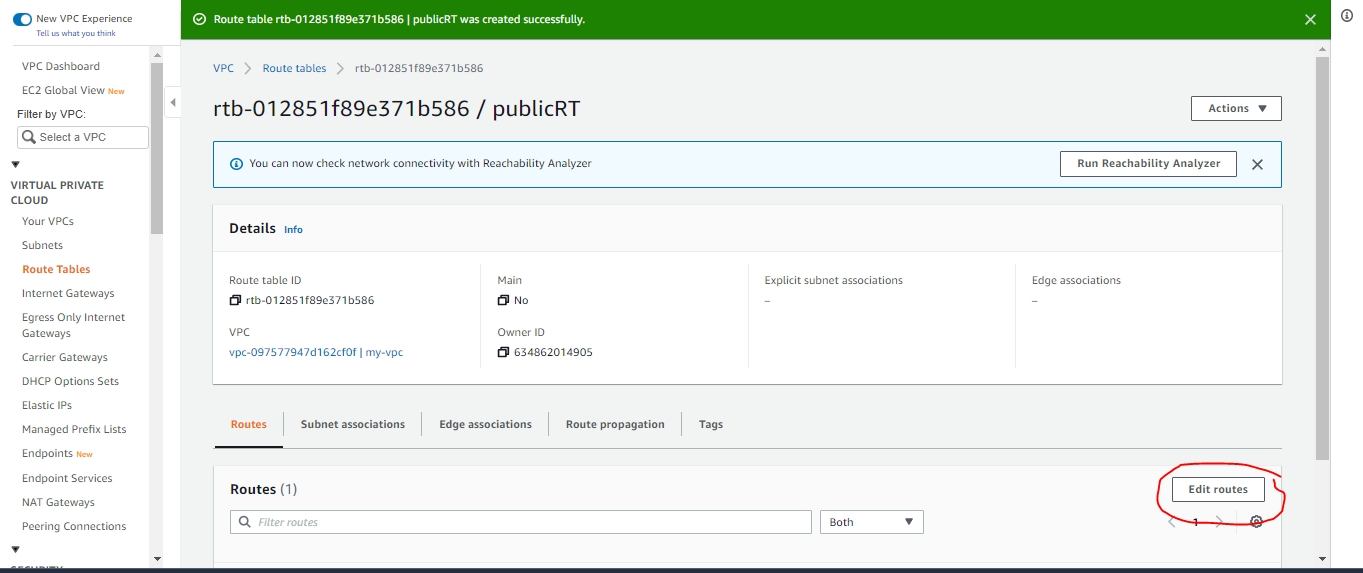 New VPC Experience
Tell us what you think
VPC Dashboard
EC2 Global View New
Filter by VPC:
Select a VPC
VIRTUAL PRIVATE
CLOUD
Your VPCs
Subnets
Route Tables
Internet Gateways
Egress Only Internet
Gateways
Carrier Gateways
DHCP Options Sets
Elastic IPs
Managed Prefix Lists
Endpoints New
Endpoint Services
NAT Gateways
Peering Connections
SECURITY
Route table rtb-012851f89e371b586 | publicRT was created successfully.
VPC > Route tables > rtb-012851f89e371b586
rtb-012851f89e371b586 / publicRT
Actions
You can now check network connectivity with Reachability Analyzer
Run Reachability Analyzer
Details Info
Route table ID
rtb-012851f89e371b586
Main
No
Explicit subnet associations
–
Edge associations
–
VPC
vpc-097577947d162cf0f | my-vpc
Owner ID
634862014905
Routes
Subnet associations
Edge associations
Route propagation
Tags
Routes (1)
Edit routes
Filter routes
Both
1